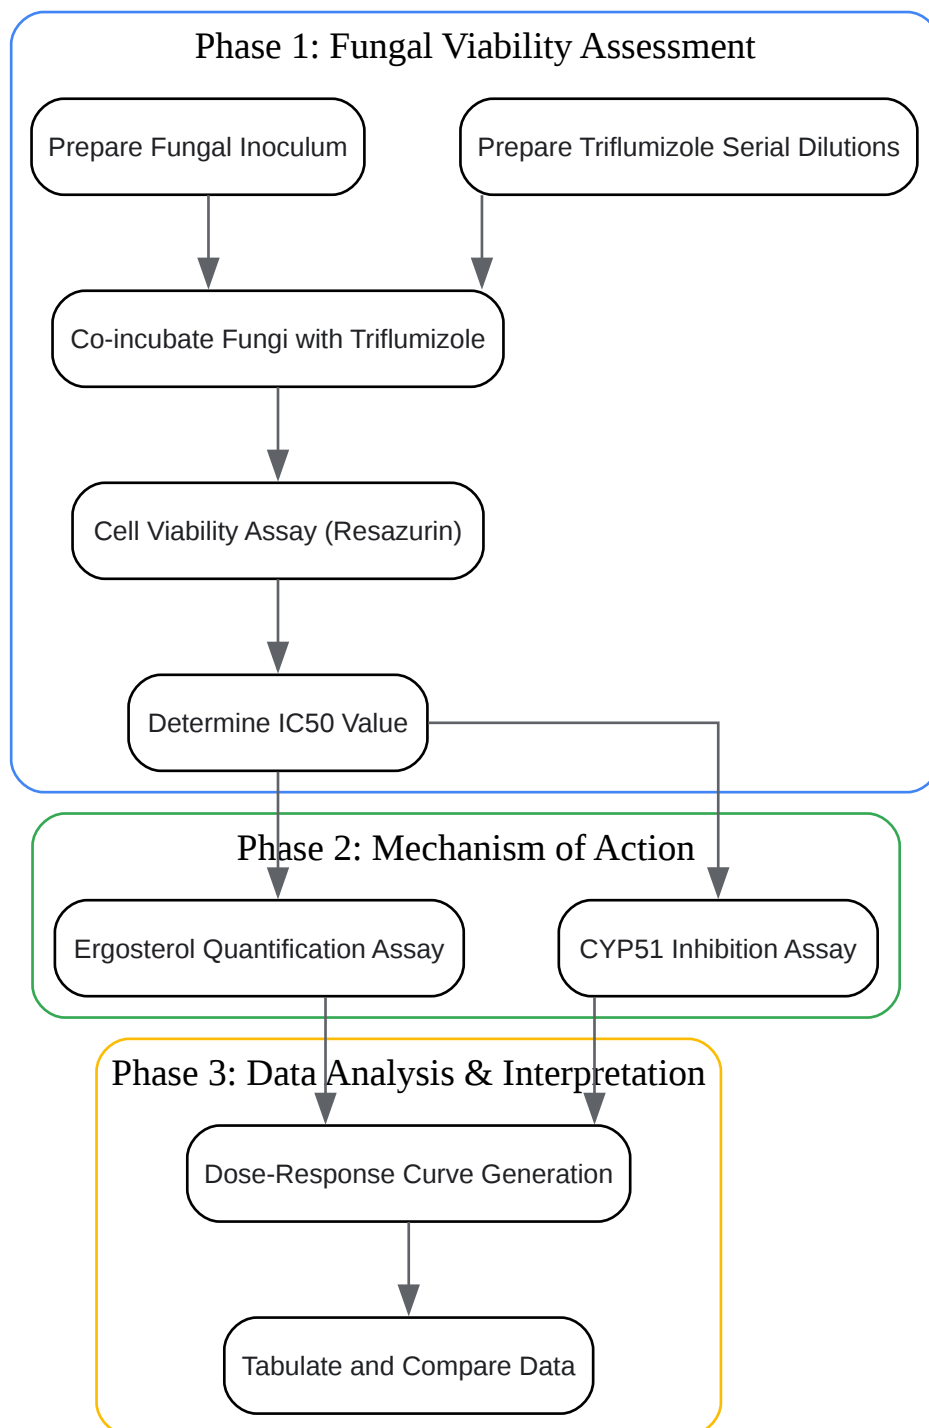 Phase 1: Fungal Viability Assessment
Prepare Fungal Inoculum
Prepare Triflumizole Serial Dilutions
Co-incubate Fungi with Triflumizole
Cell Viability Assay (Resazurin)
Determine IC50 Value
Phase 2: Mechanism of Action
Ergosterol Quantification Assay
CYP51 Inhibition Assay
Phase 3: Data Analysis & Interpretation
Dose-Response Curve Generation
Tabulate and Compare Data